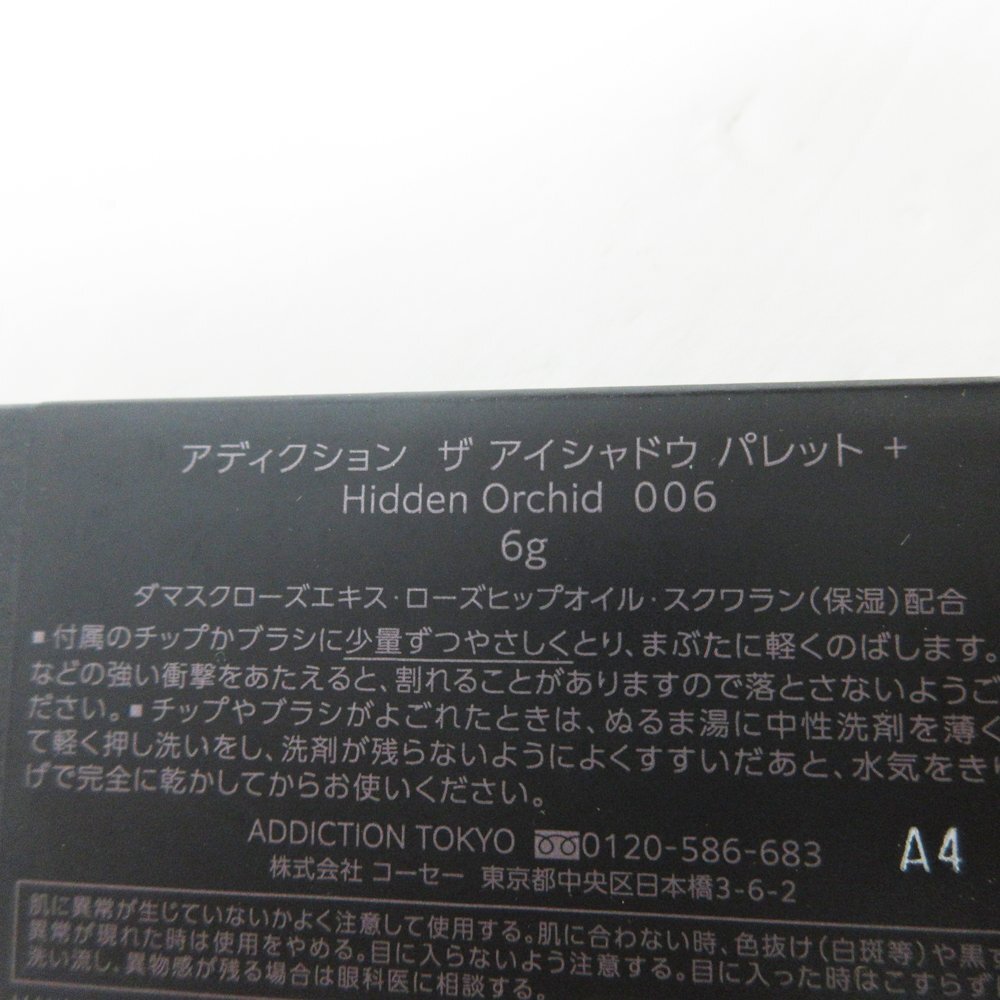 アディクション ザ アイシャドウ パレット +
Hidden Orchid 006
6g
ダマスクローズエキス・ローズヒップオイル・スクワラン(保湿)配合
■付属のチップかブラシに少量ずつやさしくとり、まぶたに軽くのばします。
などの強い衝撃をあたえると、割れることがありますので落とさないようご
ださい。■チップやブラシがよごれたときは、ぬるま湯に中性洗剤を薄く
て軽く押し洗いをし、洗剤が残らないようによくすすいだあと、水気をき
げで完全に乾かしてからお使いください。
ADDICTION TOKYO 0120-586-683
株式会社 コーセー 東京都中央区日本橋3-6-2
A4
肌に異常が生じていないかよく注意して使用する。肌に合わない時、色抜け(白斑等)や黒
異常が現れた時は使用をやめる。目に入らないよう注意する。目に入った時はこすらず
洗い流し、異物感が残る場合は眼科医に相談する。